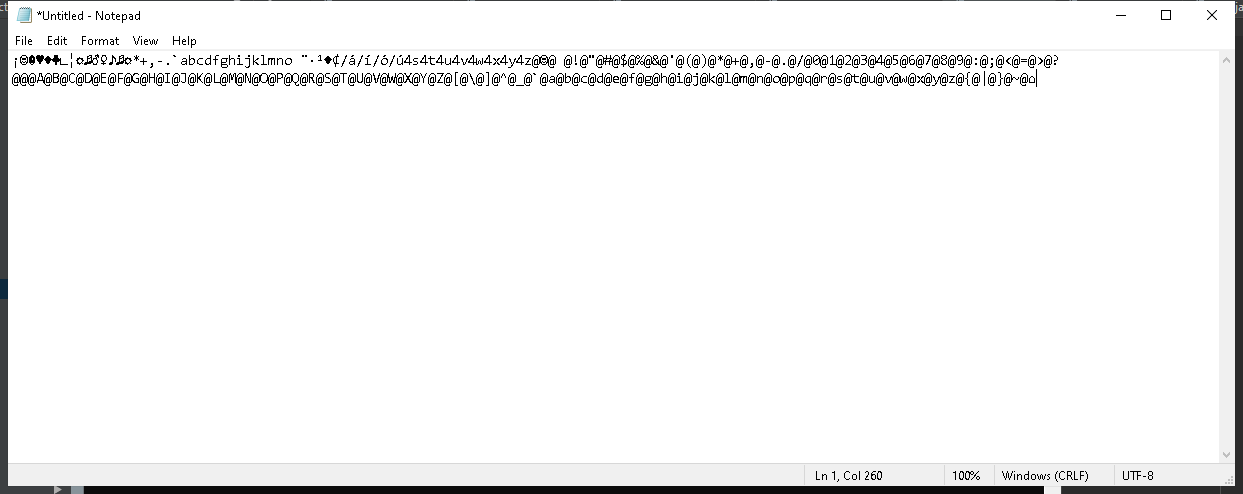 *Untitled - Notepad
File Edit Format View Help
¡☺☻♥♦♣∟¦☼♫♂♀♪♫☼*+,-.`abcdfghijklmno ¨·¹♦₵/á/í/ó/ú4s4t4u4v4w4x4y4z@☺@ @!@"@#@$@%@&@'@(@)@*@+@,@-@.@/@0@1@2@3@4@5@6@7@8@9@:@;@<@=@>@?
@@@A@B@C@D@E@F@G@H@I@J@K@L@M@N@O@P@Q@R@S@T@U@V@W@X@Y@Z@[@\@]@^@_@`@a@b@c@d@e@f@g@h@i@j@k@l@m@n@o@p@q@r@s@t@u@v@w@x@y@z@{@|@}@~@⌂
Ln 1, Col 260 100% Windows (CRLF) UTF-8